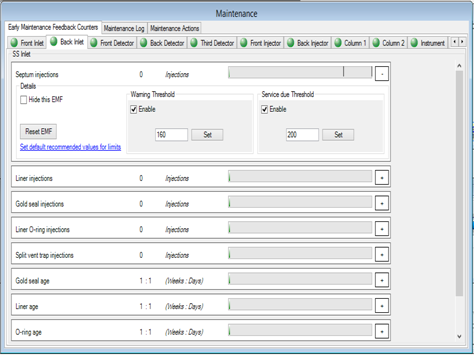 Maintenance
Early Maintenance Feedback Counters Maintenance Log Maintenance Actions
Front Inlet Back Inlet Front Detector Back Detector Third Detector Front Injector Back Injector Column 1 Column 2 Instrument
SS Inlet
Septum injections 0 Injections -
Details
Hide this EMF
Reset EMF
Set default recommended values for limits
Warning Threshold
Enable
160 Set
Service due Threshold
Enable
200 Set
Liner injections 0 Injections +
Gold seal injections 0 Injections +
Liner O-ring injections 0 Injections +
Split vent trap injections 0 Injections +
Gold seal age 1 : 1 (Weeks : Days) +
Liner age 1 : 1 (Weeks : Days) +
O-ring age 1 : 1 (Weeks : Days) +